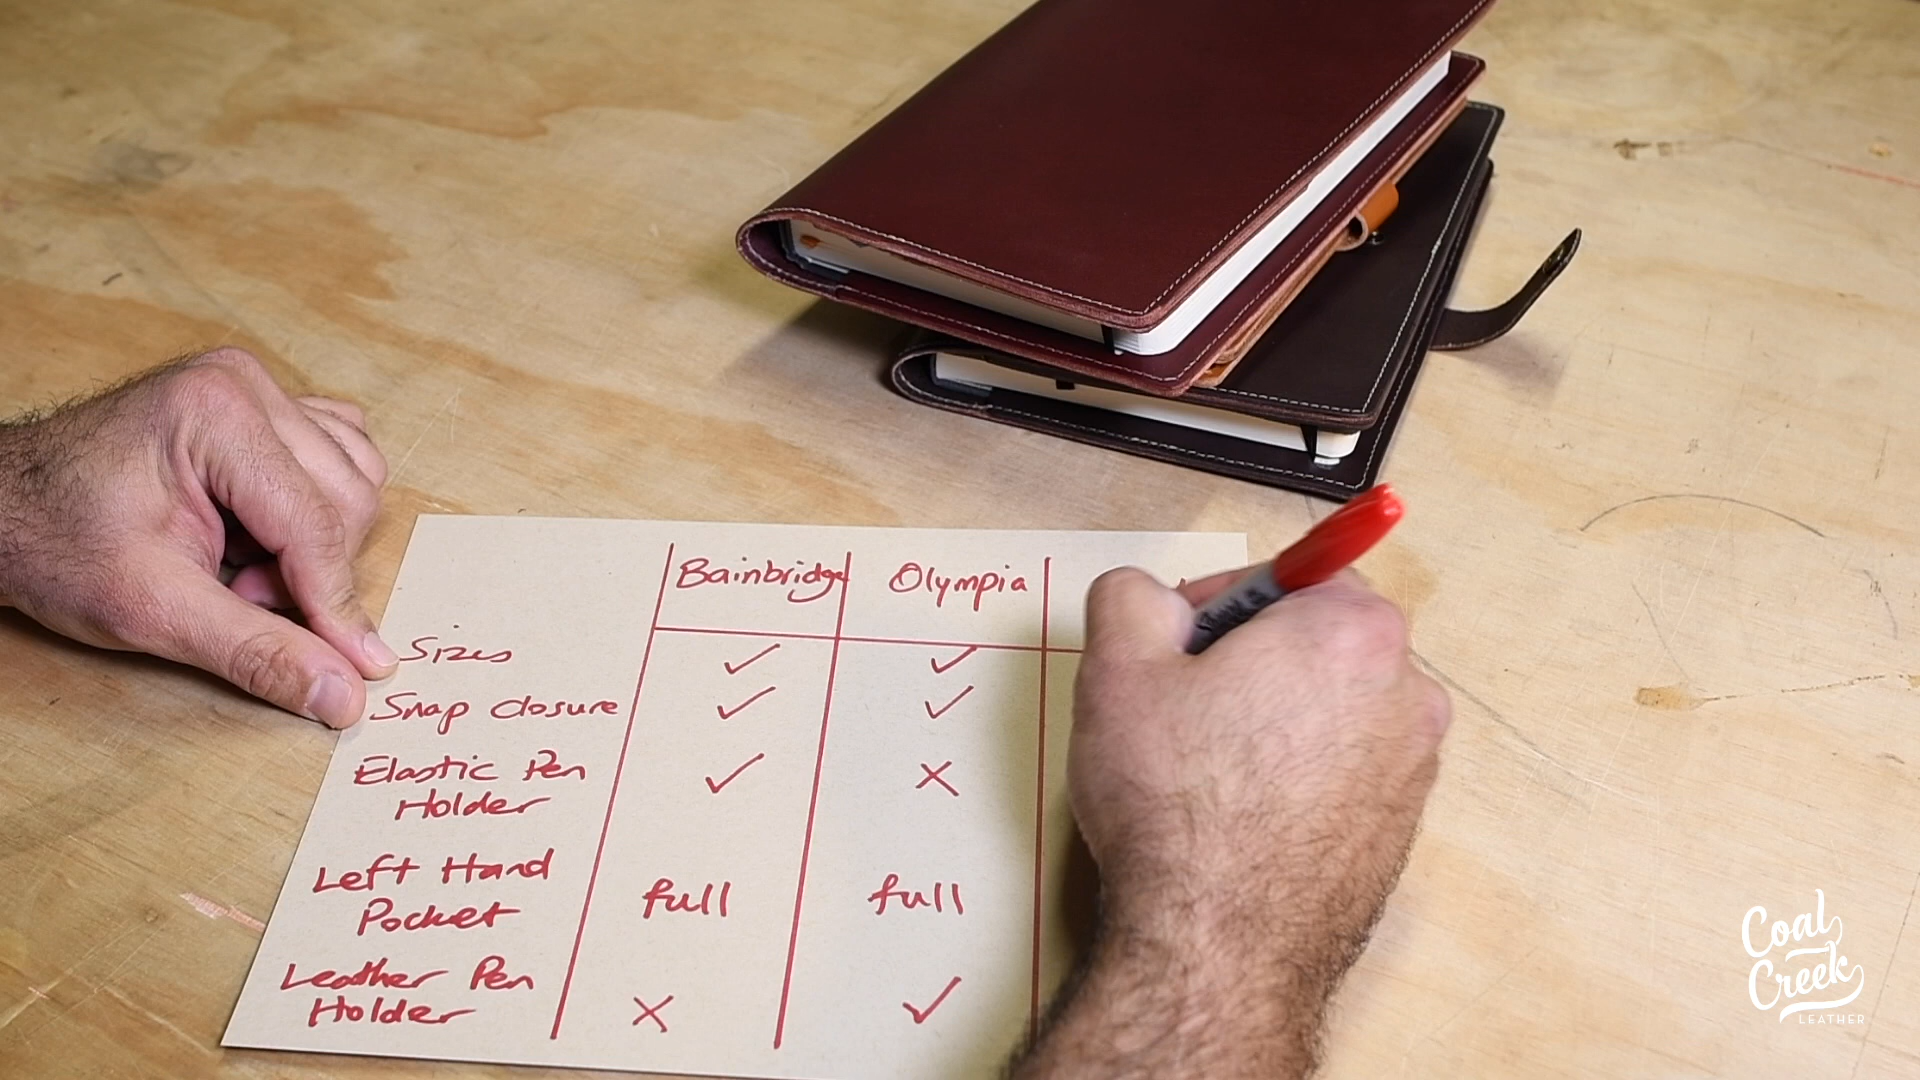 Bainbridge Olympia
Sizes ✓ ✓
Snap closure ✓ ✓
Elastic Pen ✓ ✗
Holder
Left Hand
Pocket full full
Leather Pen
Holder ✗ ✓
Coal
Creek
LEATHER